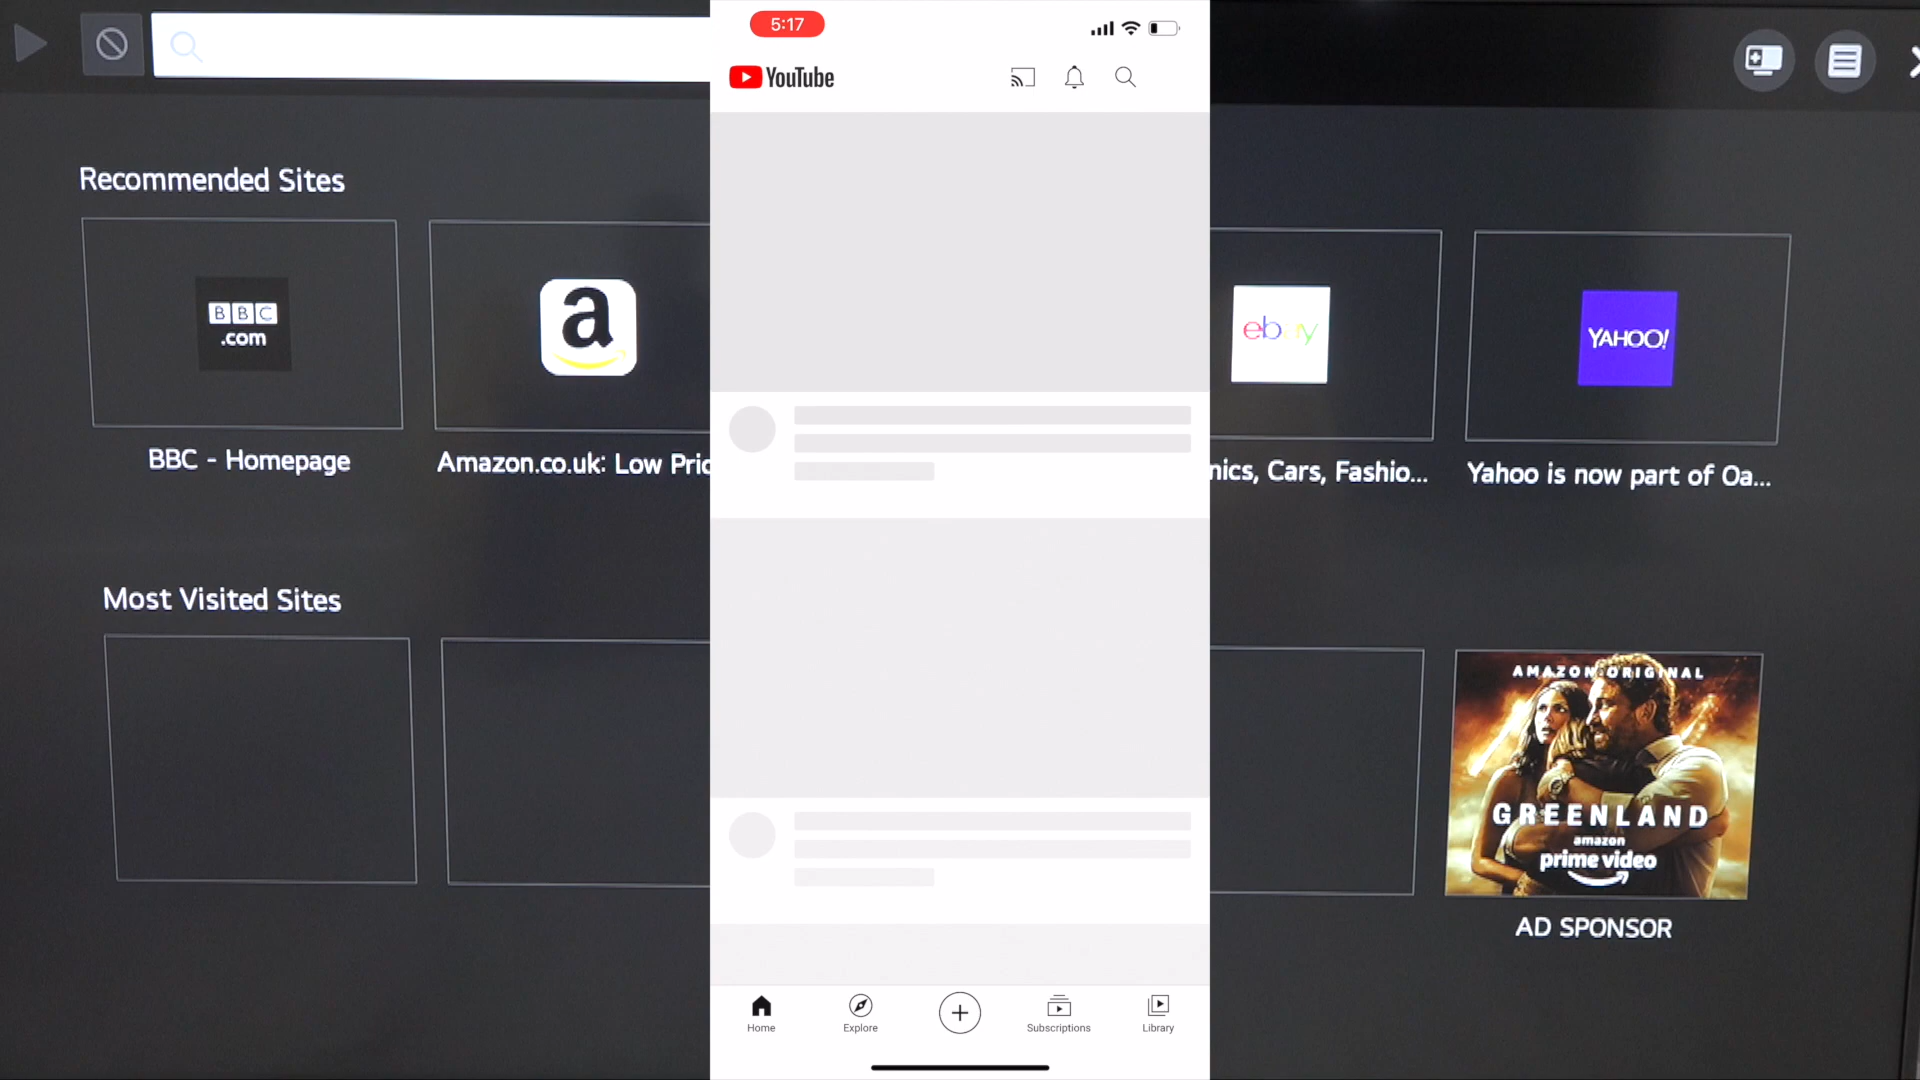 5:17
YouTube
Recommended Sites
BBC
.com
a
ebay
YAHOO!
BBC - Homepage
Amazon.co.uk: Low Pric
nics, Cars, Fashio...
Yahoo is now part of Oa...
Most Visited Sites
AMAZON ORIGINAL
GREENLAND
amazon
prime video
AD SPONSOR
Home
Explore
Subscriptions
Library